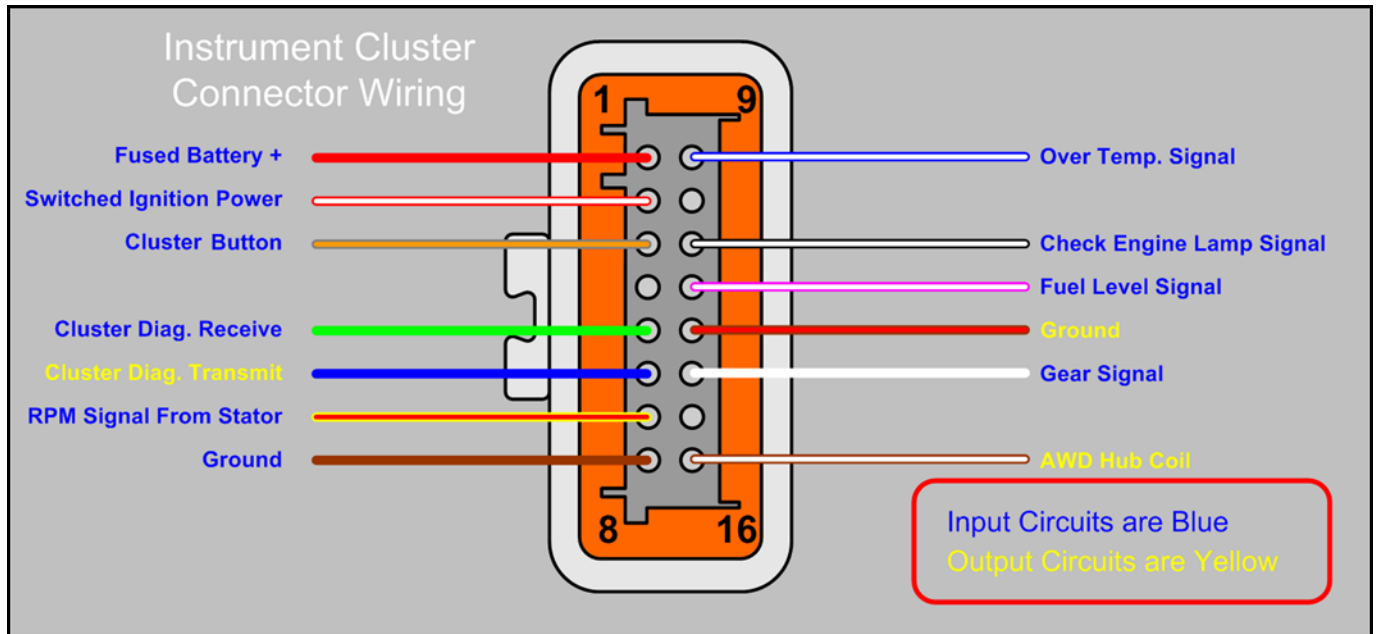 Instrument Cluster
Connector Wiring
1
9
Fused Battery +
Over Temp. Signal
Switched Ignition Power
Cluster Button
Check Engine Lamp Signal
Fuel Level Signal
Cluster Diag. Receive
Ground
Cluster Diag. Transmit
Gear Signal
RPM Signal From Stator
Ground
AWD Hub Coil
8
16
Input Circuits are Blue
Output Circuits are Yellow